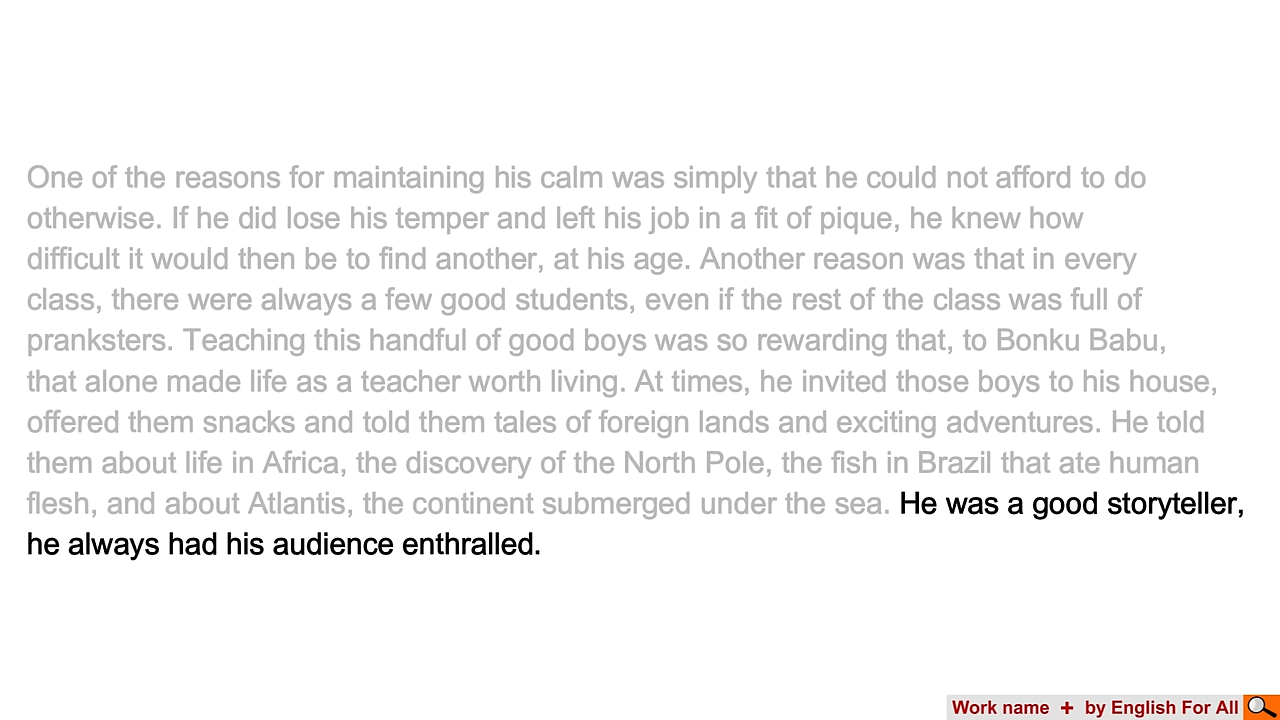 One of the reasons for maintaining his calm was simply that he could not afford to do
otherwise. If he did lose his temper and left his job in a fit of pique, he knew how
difficult it would then be to find another, at his age. Another reason was that in every
class, there were always a few good students, even if the rest of the class was full of
pranksters. Teaching this handful of good boys was so rewarding that, to Bonku Babu,
that alone made life as a teacher worth living. At times, he invited those boys to his house,
offered them snacks and told them tales of foreign lands and exciting adventures. He told
them about life in Africa, the discovery of the North Pole, the fish in Brazil that ate human
flesh, and about Atlantis, the continent submerged under the sea. He was a good storyteller,
he always had his audience enthralled.
Work name + by English For All